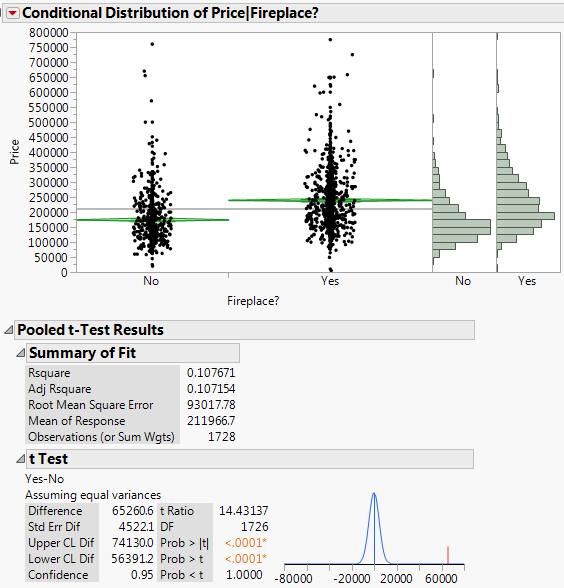 Conditional Distribution of Price|Fireplace?
800000
750000
700000
650000
600000
550000
500000
450000
400000
350000
300000
250000
200000
150000
100000
50000
0
Price
No Yes No Yes
Fireplace?
Pooled t-Test Results
Summary of Fit
Rsquare 0.107671
Adj Rsquare 0.107154
Root Mean Square Error 93017.78
Mean of Response 211966.7
Observations (or Sum Wgts) 1728
t Test
Yes-No
Assuming equal variances
Difference 65260.6 t Ratio 14.43137
Std Err Dif 4522.1 DF 1726
Upper CL Dif 74130.0 Prob > |t| <.0001*
Lower CL Dif 56391.2 Prob > t <.0001*
Confidence 0.95 Prob < t 1.0000
-80000 -20000 20000 60000